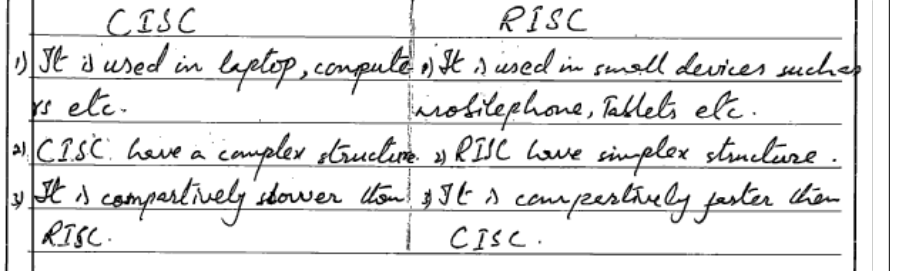 CISC RISC
1) It is used in laptop, compute 1) It is used in small devices such as
rs etc. mobilephone, Tablets etc.
2) CISC have a complex structure. 2) RISC have simplex structure.
3) It is compartively slower than 3) It is compertively faster then
RISC. CISC.